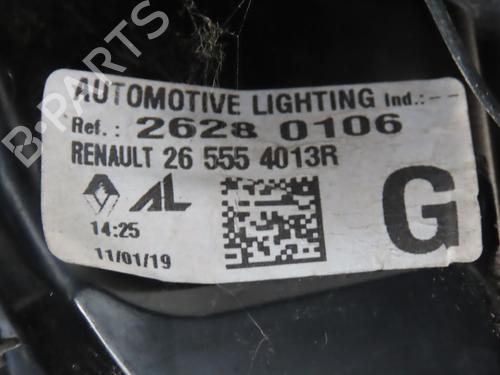 AUTOMOTIVE LIGHTING Ind.:--
Ref.: 2628 0106
RENAULT 26 555 4013R
AL
G
14:25
11/01/19
B-PARTS